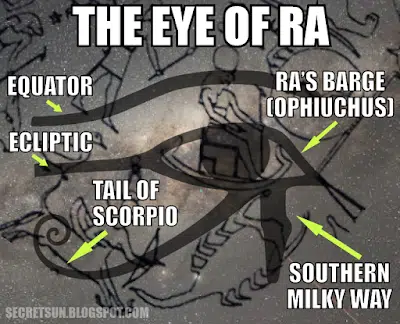 THE EYE OF RA
EQUATOR
RA'S BARGE
(OPHIUCHUS)
ECLIPTIC
TAIL OF
SCORPIO
SOUTHERN
MILKY WAY
SECRETSUN.BLOGSPOT.COM